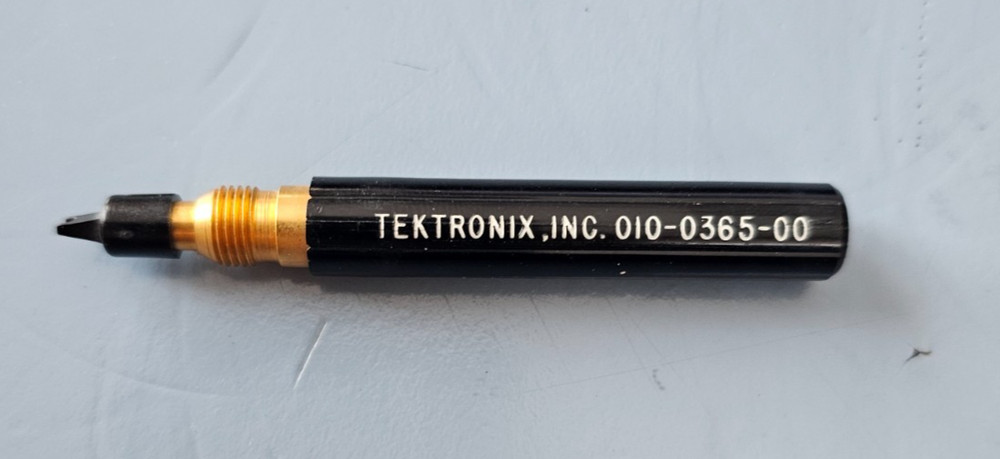 TEKTRONIX, INC. 010-0365-00